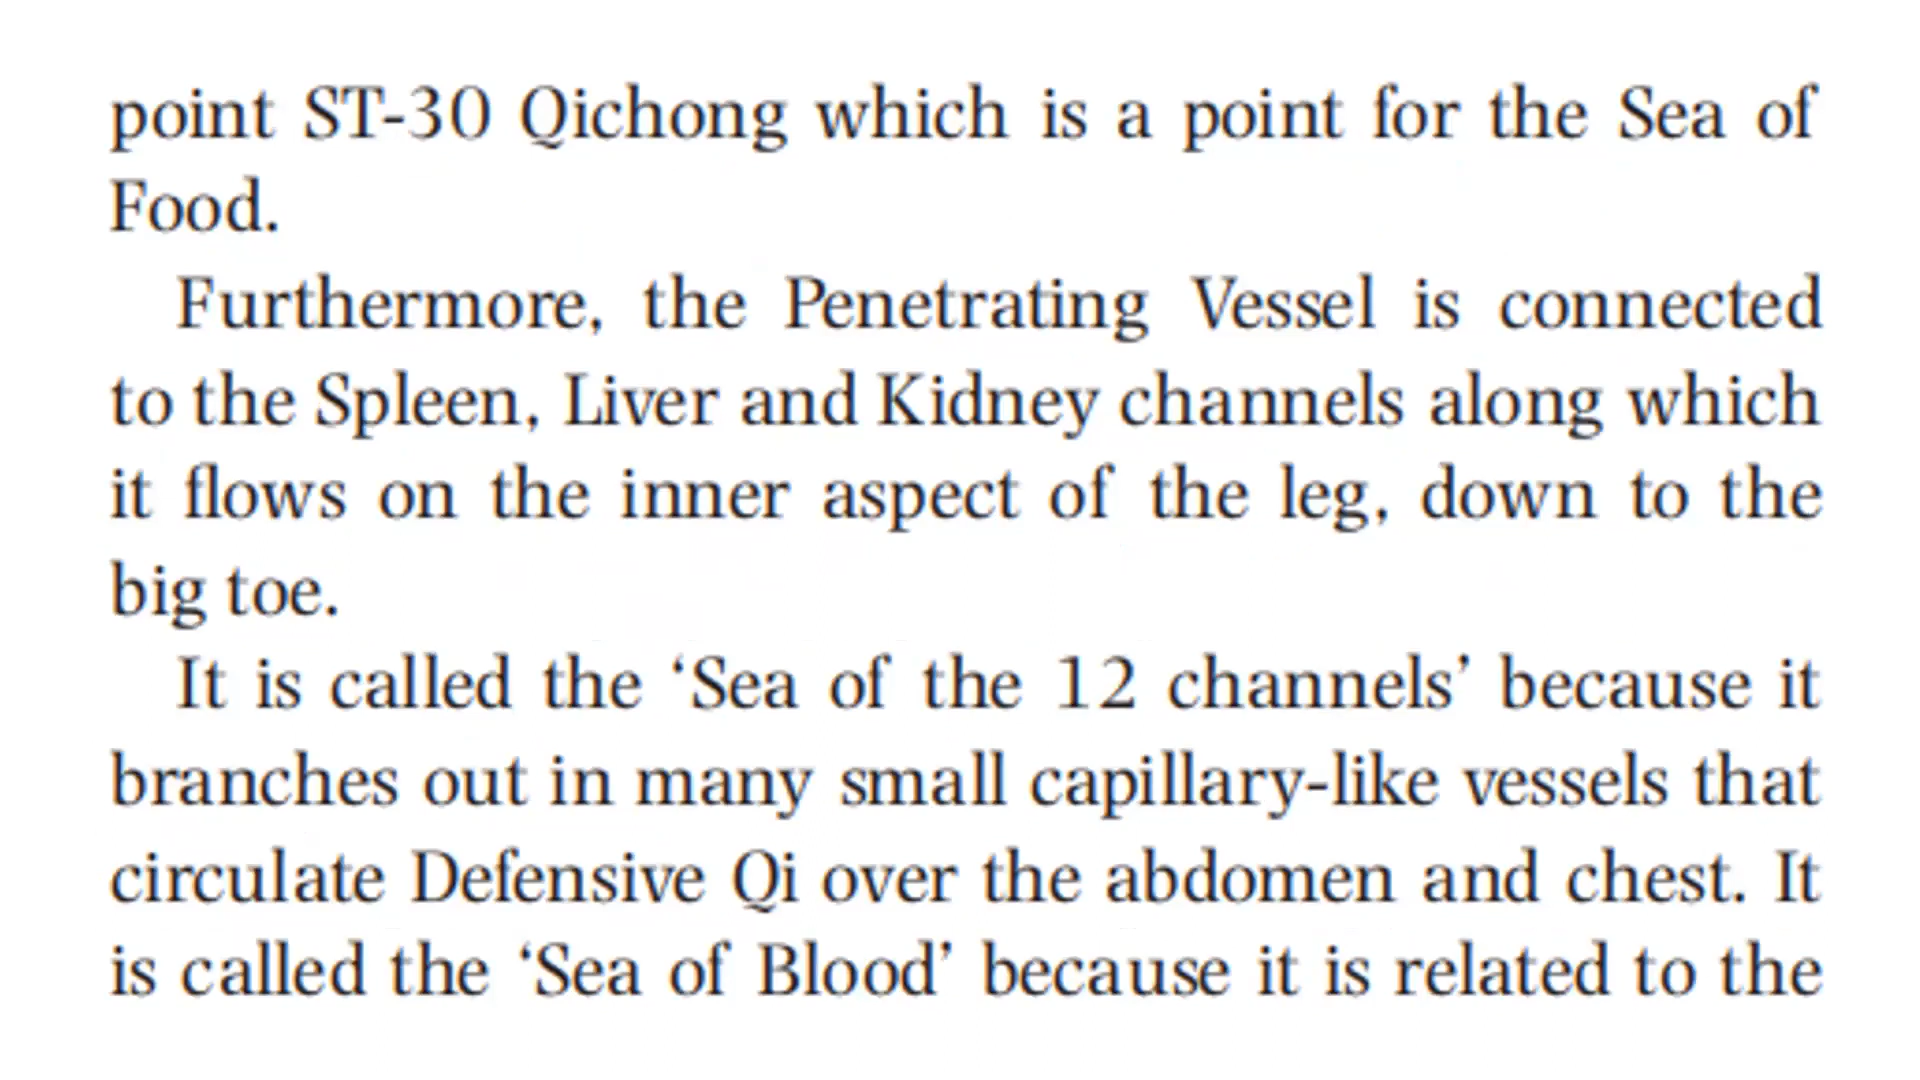 point ST-30 Qichong which is a point for the Sea of
Food.
Furthermore, the Penetrating Vessel is connected
to the Spleen, Liver and Kidney channels along which
it flows on the inner aspect of the leg, down to the
big toe.
It is called the ‘Sea of the 12 channels’ because it
branches out in many small capillary-like vessels that
circulate Defensive Qi over the abdomen and chest. It
is called the ‘Sea of Blood’ because it is related to the